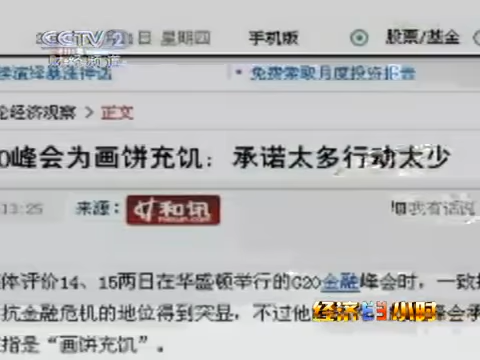 CCTV 2
1日 星期四 手机版 股票/基金
免费索取月度投资报告
论经济观察 > 正文
0峰会为画饼充饥：承诺太多行动太少
13:25 来源： 和讯 我有话说
体评价14、15两日在华盛顿举行的G20金融峰会时，一致
抗金融危机的地位得到突显，不过他 峰会承
指是“画饼充饥”。
经济半小时